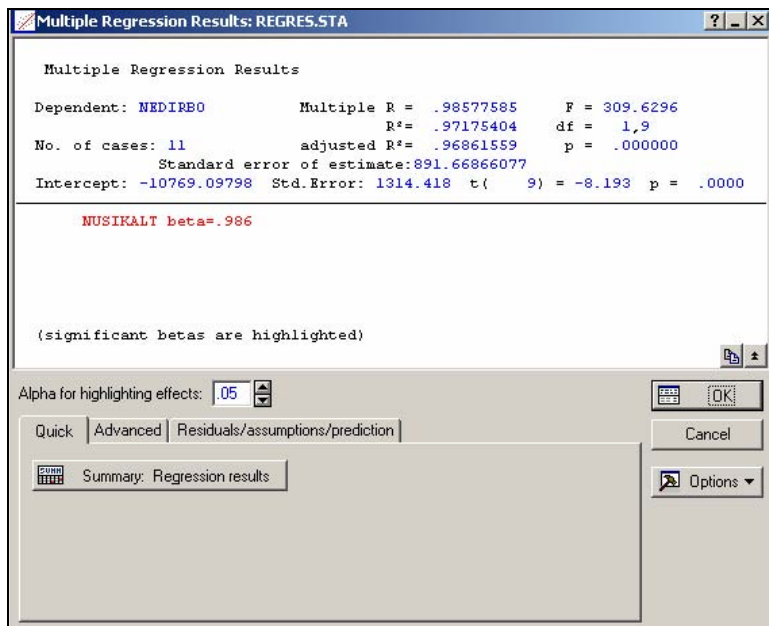 Multiple Regression Results: REGRES.STA
Multiple Regression Results
Dependent: NEDIRBO Multiple R = .98577585 F = 309.6296
R²= .97175404 df = 1,9
No. of cases: 11 adjusted R²= .96861559 p = .000000
Standard error of estimate:891.66866077
Intercept: -10769.09798 Std.Error: 1314.418 t( 9) = -8.193 p = .0000
NUSIKALT beta=.986
(significant betas are highlighted)
Alpha for highlighting effects: .05
OK
Quick Advanced Residuals/assumptions/prediction
Cancel
SUMM Summary: Regression results
Options